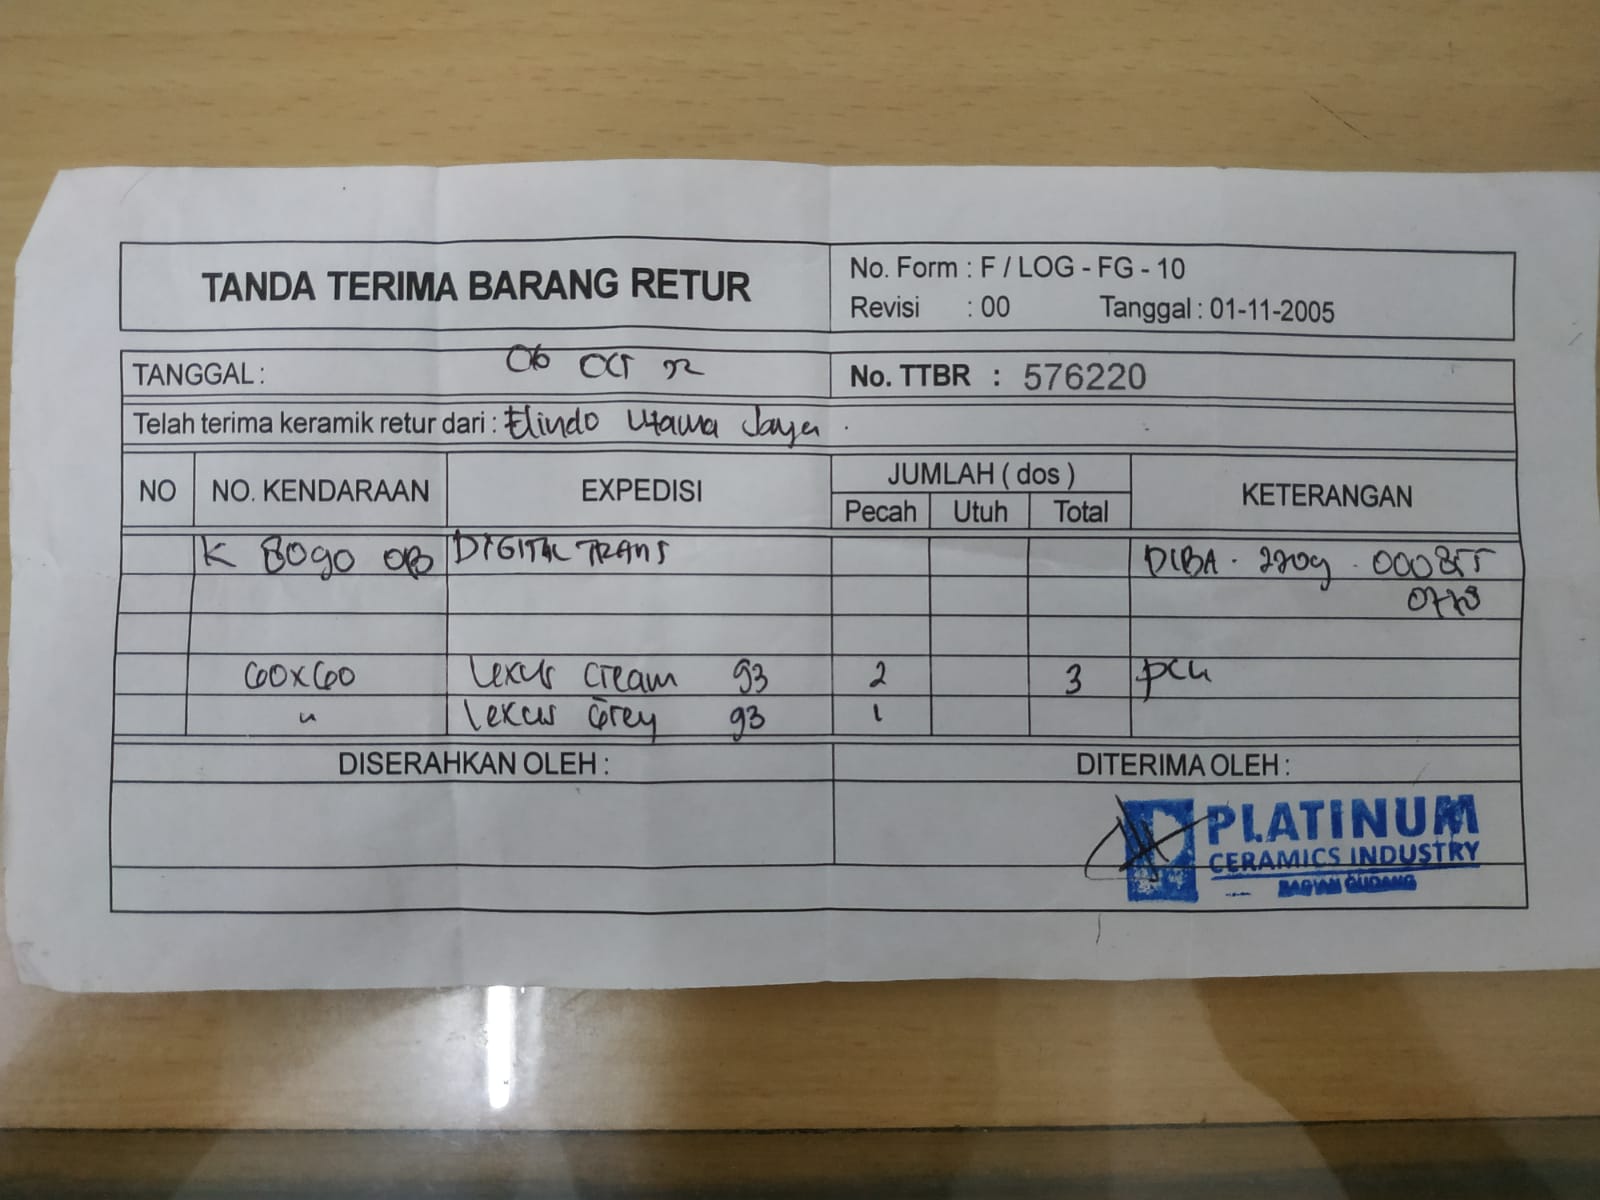 TANDA TERIMA BARANG RETUR
No. Form : F / LOG - FG - 10
Revisi : 00 Tanggal : 01-11-2005
TANGGAL : 06 OCT 22
No. TTBR : 576220
Telah terima keramik retur dari : Elindo Utama Jaya .
NO NO. KENDARAAN EXPEDISI JUMLAH ( dos ) KETERANGAN
Pecah Utuh Total
K 8090 OB DIGITAL TRANS DIBA . 2209 . 000855
0778
60x60 Lexus Cream 93 2 3 pch
" Lexus Grey 93 1
DISERAHKAN OLEH : DITERIMA OLEH :
PLATINUM
CERAMICS INDUSTRY
BAGIAN GUDANG